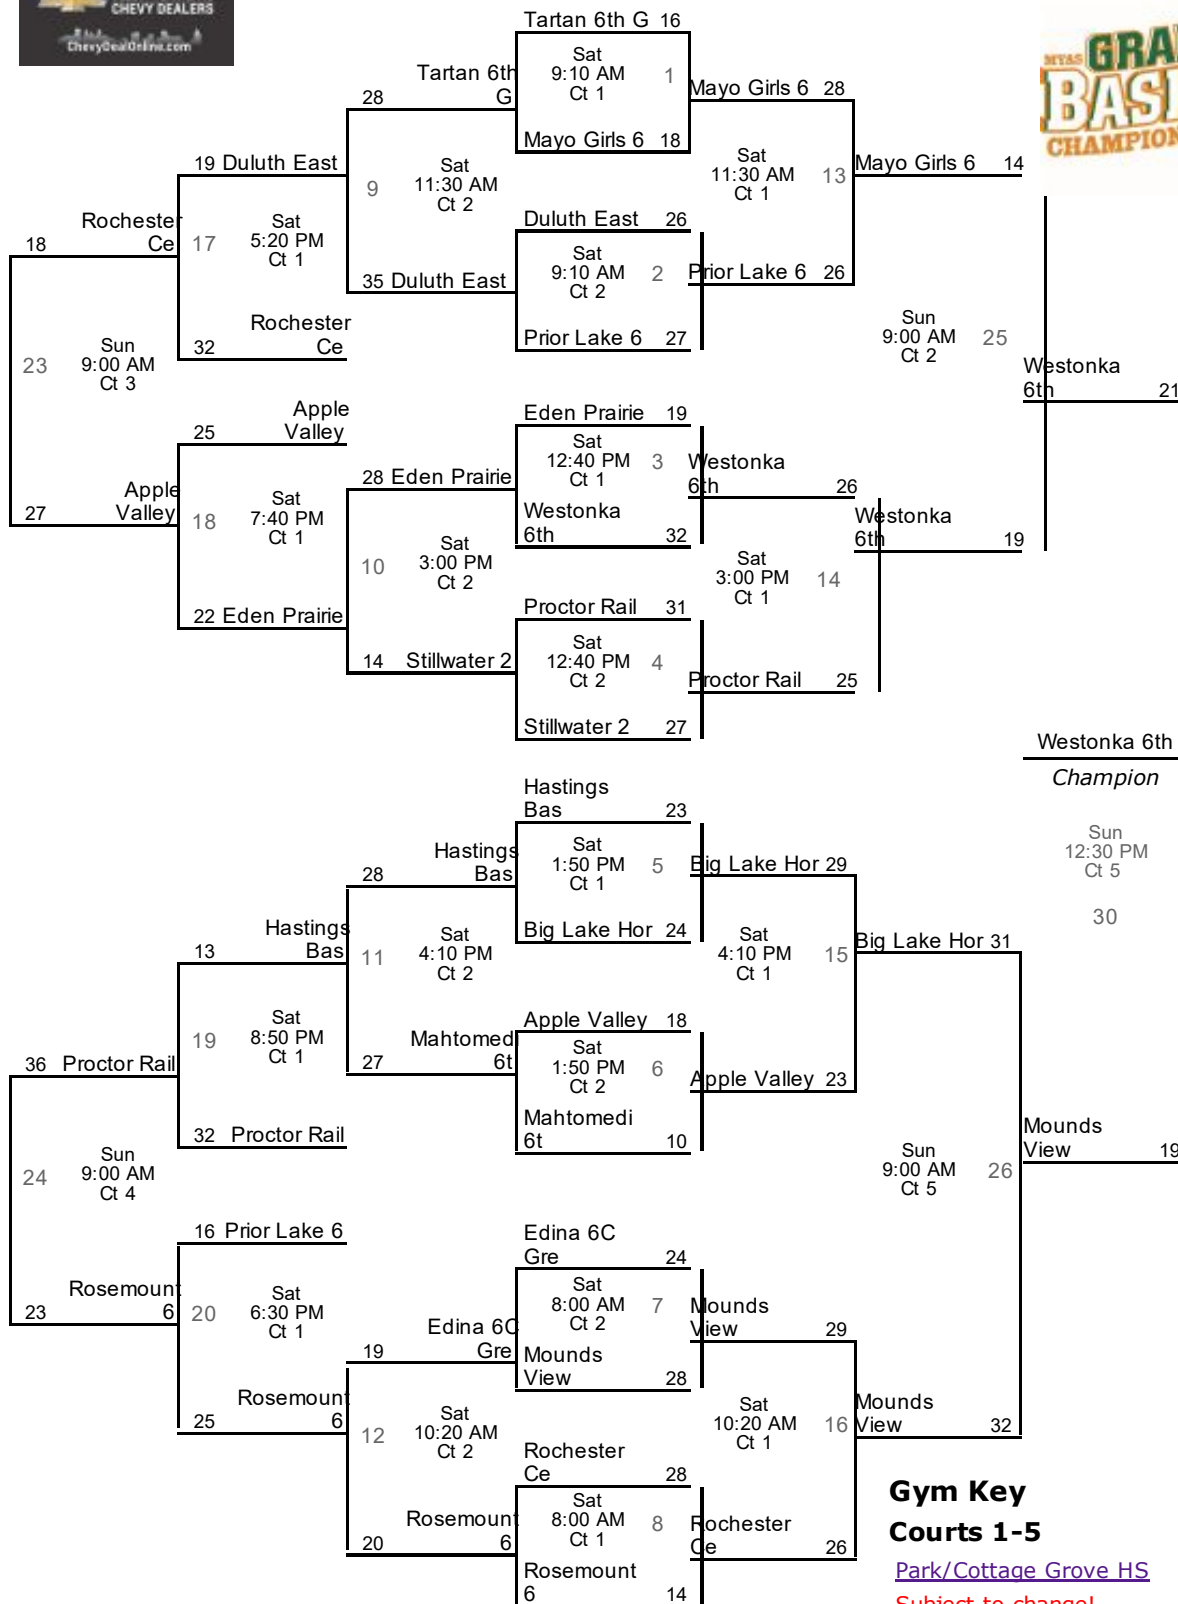 CHEVY DEALERS
ChevyDealOnline.com
MYAS GRA
BAS
CHAMPION
Tartan 6th G 16
Sat
9:10 AM
Ct 1
1
Mayo Girls 6 18
Tartan 6th
G
28
Mayo Girls 6 28
19 Duluth East
Sat
11:30 AM
Ct 2
9
Sat
11:30 AM
Ct 1
13
Mayo Girls 6 14
Rochester
Ce
18
Sat
5:20 PM
Ct 1
17
Duluth East 26
Sat
9:10 AM
Ct 2
2
Prior Lake 6 27
35 Duluth East
Prior Lake 6 26
Rochester
Ce
32
Sun
9:00 AM
Ct 3
23
Sun
9:00 AM
Ct 2
25
Westonka
6th 21
Apple
Valley
25
Eden Prairie 19
Sat
12:40 PM
Ct 1
3
Westonka
6th 32
28 Eden Prairie
Westonka
6th 26
Apple
Valley
27
Sat
7:40 PM
Ct 1
18
Westonka
6th 19
Sat
3:00 PM
Ct 2
10
Sat
3:00 PM
Ct 1
14
22 Eden Prairie
Proctor Rail 31
Sat
12:40 PM
Ct 2
4
Stillwater 2 27
14 Stillwater 2
Proctor Rail 25
Westonka 6th
Champion
Sun
12:30 PM
Ct 5
30
Hastings
Bas 23
Sat
1:50 PM
Ct 1
5
Big Lake Hor 24
Hastings
Bas
28
Big Lake Hor 29
Hastings
Bas
13
Sat
4:10 PM
Ct 2
11
Sat
4:10 PM
Ct 1
15
Big Lake Hor 31
Sat
8:50 PM
Ct 1
19
Apple Valley 18
Sat
1:50 PM
Ct 2
6
Mahtomedi
6t 10
Mahtomedi
6t
27
Apple Valley 23
36 Proctor Rail
32 Proctor Rail
Sun
9:00 AM
Ct 4
24
Sun
9:00 AM
Ct 5
26
Mounds
View 19
16 Prior Lake 6
Edina 6C
Gre 24
Sat
8:00 AM
Ct 2
7
Mounds
View 28
Rosemount
6
23
Sat
6:30 PM
Ct 1
20
Edina 6C
Gre
19
Mounds
View 29
Rosemount
6
25
Sat
10:20 AM
Ct 2
12
Sat
10:20 AM
Ct 1
16
Mounds
View 32
Rochester
Ce 28
Sat
8:00 AM
Ct 1
8
Rosemount
6 14
Rosemount
6
20
Rochester
Ce 26
Gym Key
Courts 1-5
Park/Cottage Grove HS
Subject to change!